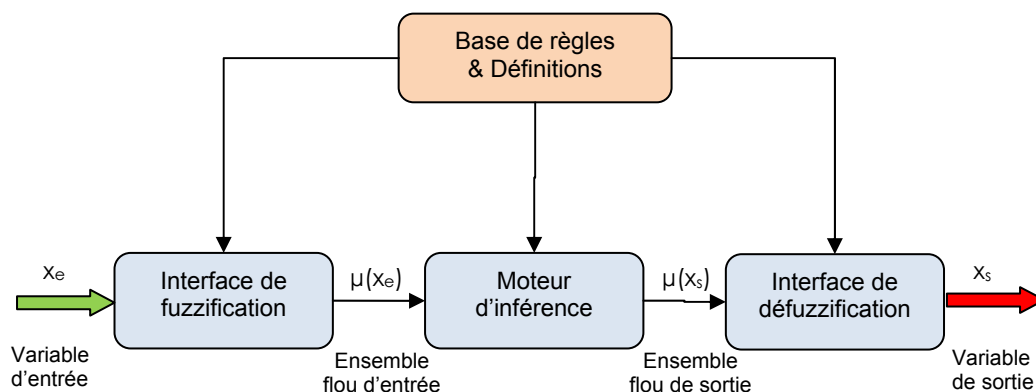 Base de règles
& Définitions
xe
Interface de
fuzzification
μ(xe)
Moteur
d’inférence
μ(xs)
Interface de
défuzzification
xs
Variable
d’entrée
Ensemble
flou d’entrée
Ensemble
flou de sortie
Variable
de sortie